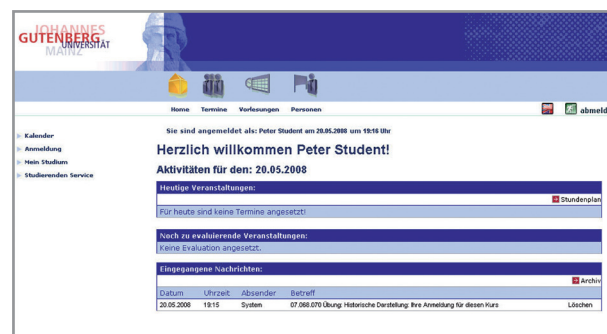 JOHANNES
GUTENBERG
UNIVERSITÄT
MAINZ
Home Termine Vorlesungen Personen
abmeld
Kalender
Anmeldung
Mein Studium
Studierenden Service
Sie sind angemeldet als: Peter Student am 20.05.2008 um 19:16 Uhr
Herzlich willkommen Peter Student!
Aktivitäten für den: 20.05.2008
Heutige Veranstaltungen:
Stundenplan
Für heute sind keine Termine angesetzt!
Noch zu evaluierende Veranstaltungen:
Keine Evaluation angesetzt.
Eingegangene Nachrichten:
Archiv
Datum Uhrzeit Absender Betreff
20.05.2008 19:15 System 07.068.070 Übung: Historische Darstellung: Ihre Anmeldung für diesen Kurs Löschen